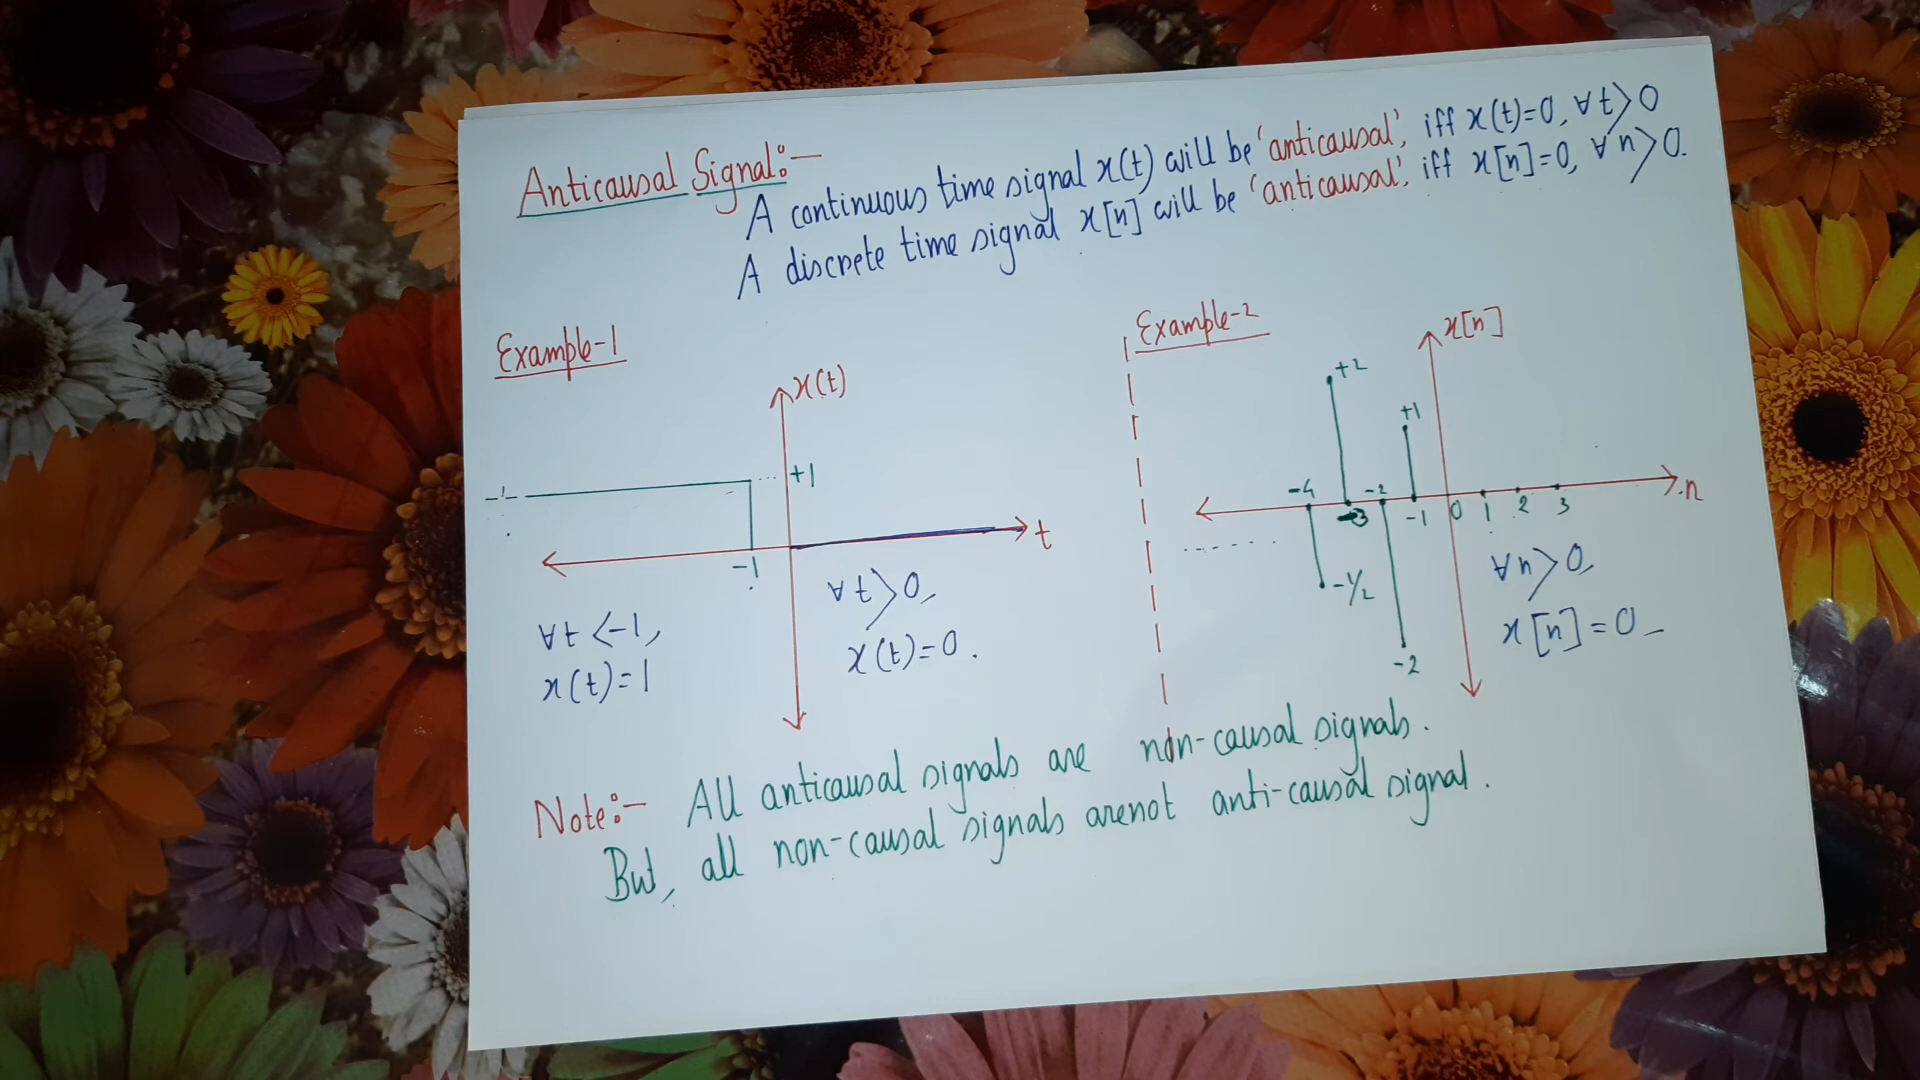 Anticausal Signal:-
A continuous time signal x(t) will be 'anticausal', iff x(t)=0, ∀ t>0
A discrete time signal x[n] will be 'anticausal', iff x[n]=0, ∀ n>0.
Example-1
x(t)
+1
-1
t
∀ t <-1,
x(t)=1
∀ t>0,
x(t)=0.
Example-2
x[n]
+2
+1
-4 -3 -2 -1 0 1 2 3 n
-1/2
-2
∀ n>0,
x[n]=0
Note:- All anticausal signals are non-causal signals.
But, all non-causal signals arenot anti-causal signal.